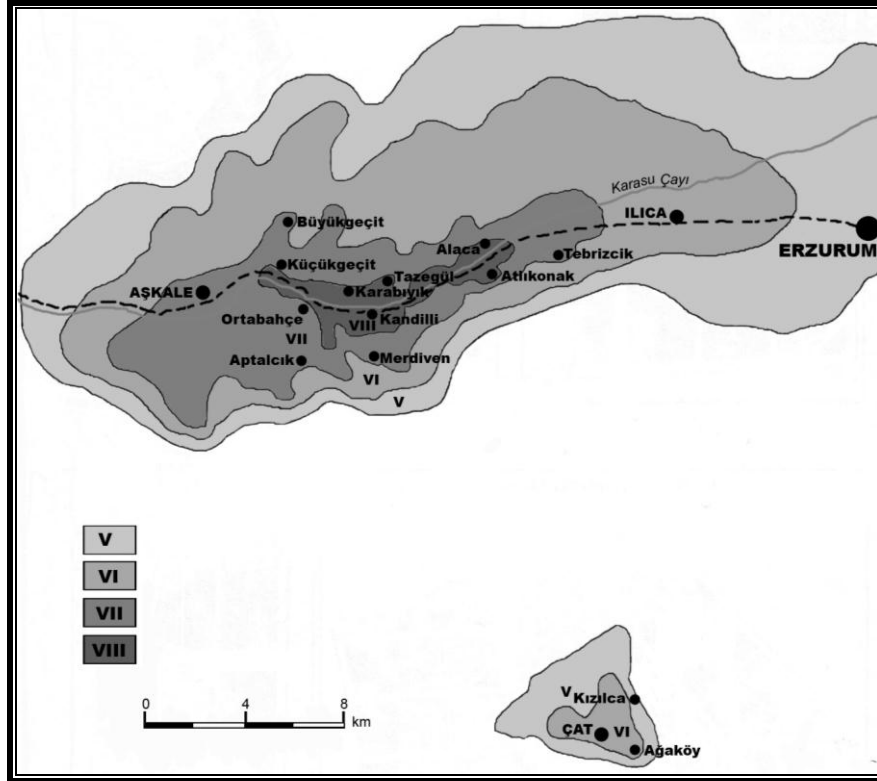 Karasu Çayı
ILICA
Büyükgeçit
Alaca
ERZURUM
Tebrizcik
Küçükgeçit
Tazegül
Atlıkonak
AŞKALE
Karabıyık
Ortabahçe
VIII
Kandilli
VII
Aptalcık
Merdiven
VI
V
V
VI
VII
VIII
0 8
km
V
Kızılca
ÇAT
VI
Ağaköy